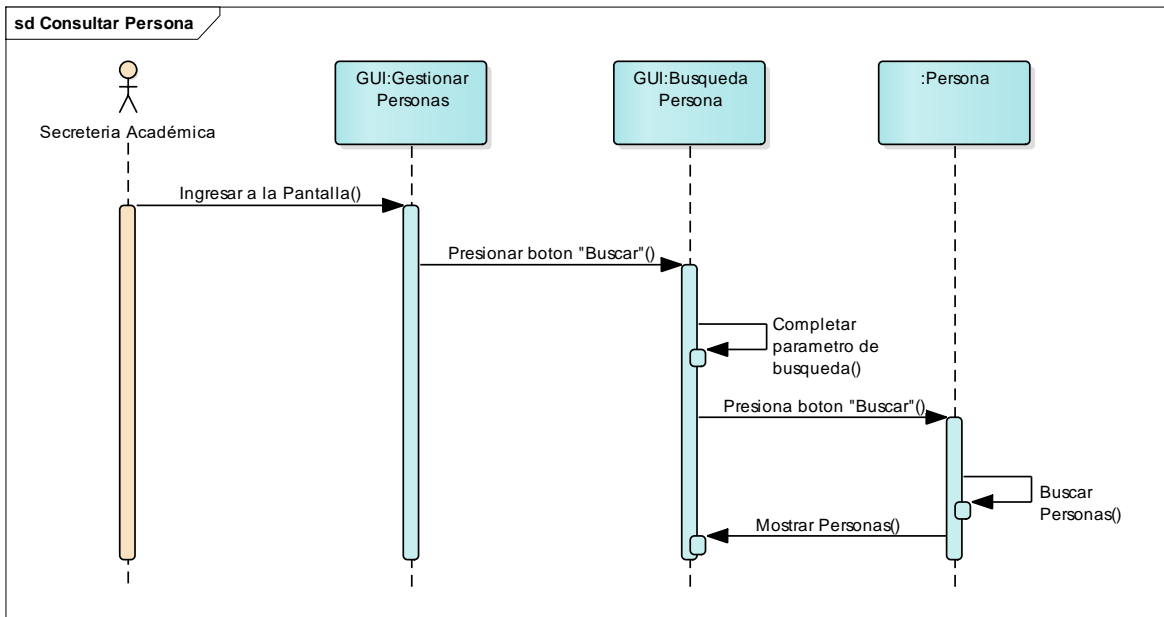 sd Consultar Persona
Secreteria Académica
GUI:Gestionar
Personas
GUI:Busqueda
Persona
:Persona
Ingresar a la Pantalla()
Presionar boton "Buscar"()
Completar
parametro de
busqueda()
Presiona boton "Buscar"()
Buscar
Personas()
Mostrar Personas()